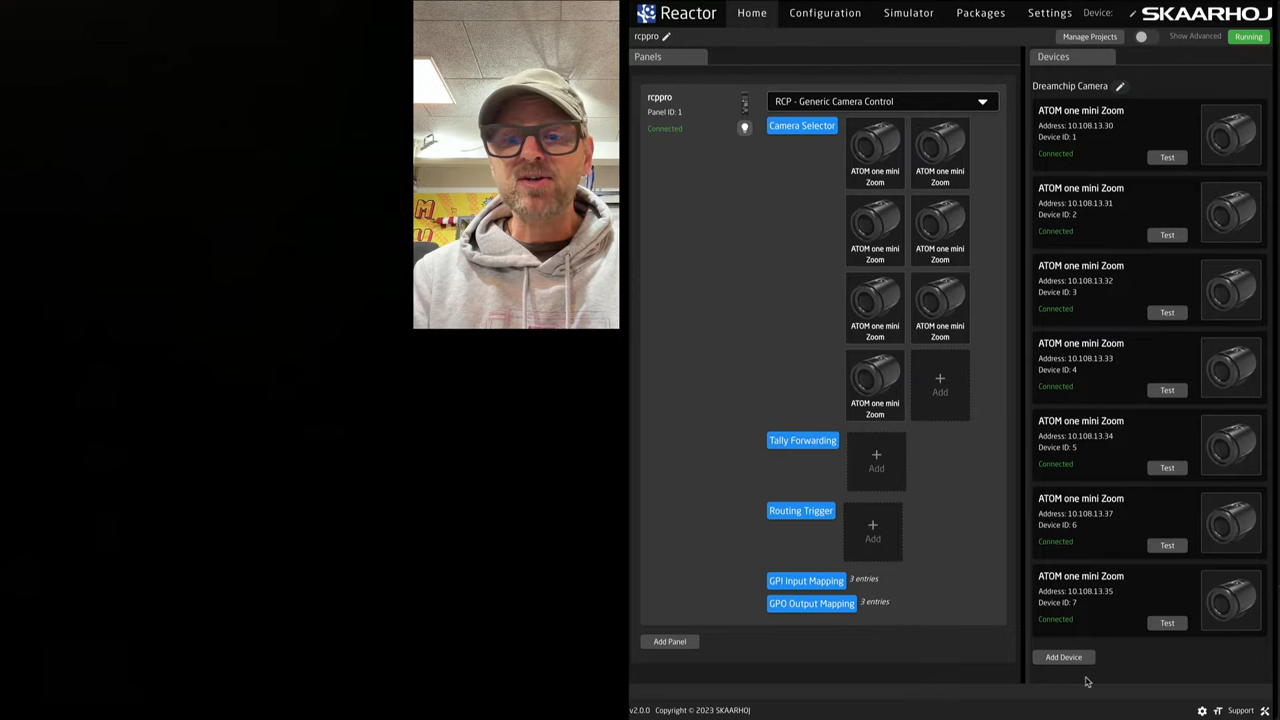 Reactor
Home
Configuration
Simulator
Packages
Settings
Device:
SKAARHOJ
rcppro
Manage Projects
Show Advanced
Running
Panels
rcppro
Panel ID: 1
Connected
RCP - Generic Camera Control
Camera Selector
ATOM one mini
Zoom
ATOM one mini
Zoom
ATOM one mini
Zoom
ATOM one mini
Zoom
ATOM one mini
Zoom
ATOM one mini
Zoom
ATOM one mini
Zoom
+
Add
Tally Forwarding
+
Add
Routing Trigger
+
Add
GPI Input Mapping
3 entries
GPO Output Mapping
3 entries
Add Panel
Devices
Dreamchip Camera
ATOM one mini Zoom
Address: 10.108.13.30
Device ID: 1
Connected
Test
ATOM one mini Zoom
Address: 10.108.13.31
Device ID: 2
Connected
Test
ATOM one mini Zoom
Address: 10.108.13.32
Device ID: 3
Connected
Test
ATOM one mini Zoom
Address: 10.108.13.33
Device ID: 4
Connected
Test
ATOM one mini Zoom
Address: 10.108.13.34
Device ID: 5
Connected
Test
ATOM one mini Zoom
Address: 10.108.13.37
Device ID: 6
Connected
Test
ATOM one mini Zoom
Address: 10.108.13.35
Device ID: 7
Connected
Test
Add Device
v2.0.0 Copyright © 2023 SKAARHOJ
Support